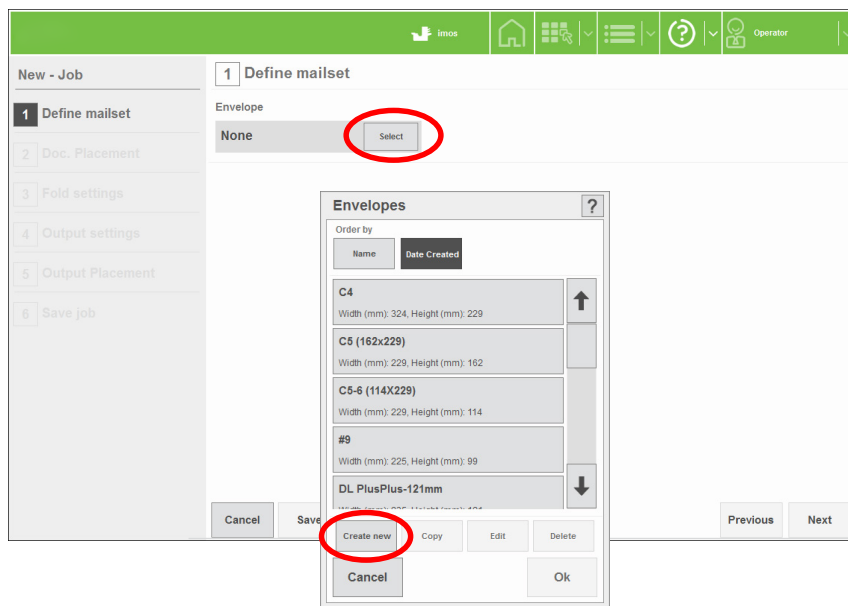 imos
Operator
New - Job
1 Define mailset
2 Doc. Placement
3 Fold settings
4 Output settings
5 Output Placement
6 Save job
1 Define mailset
Envelope
None Select
Envelopes ?
Order by
Name Date Created
C4
Width (mm): 324, Height (mm): 229
C5 (162x229)
Width (mm): 229, Height (mm): 162
C5-6 (114X229)
Width (mm): 229, Height (mm): 114
#9
Width (mm): 225, Height (mm): 99
DL PlusPlus-121mm
Create new Copy Edit Delete
Cancel Ok
Cancel Save
Previous Next